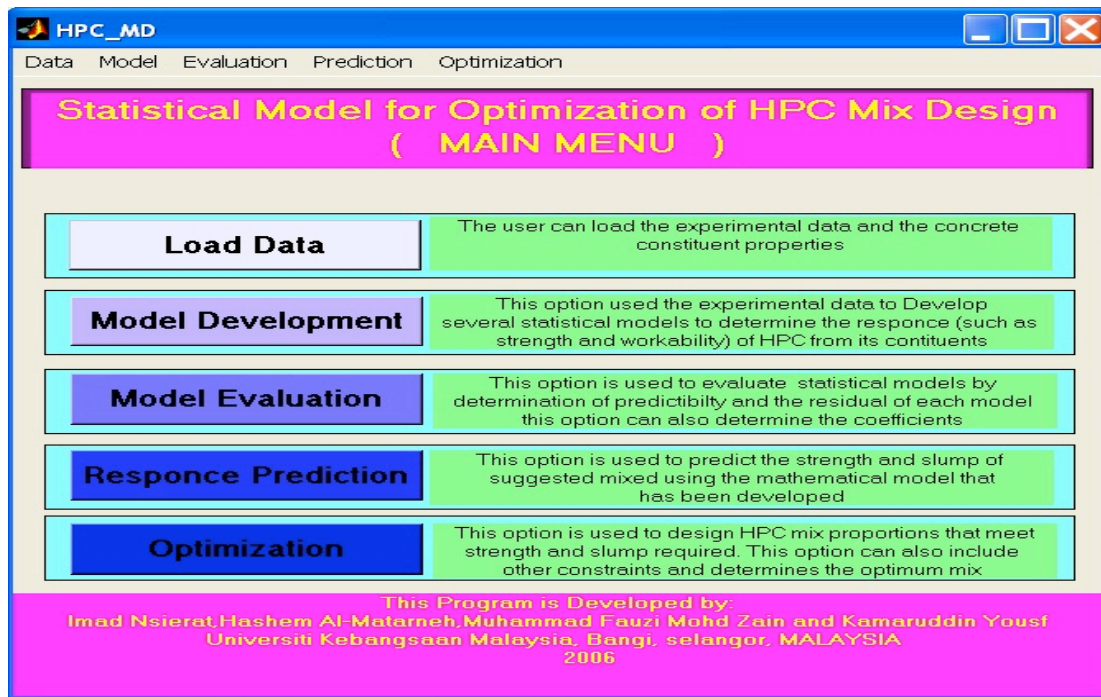 HPC_MD
Data Model Evaluation Prediction Optimization
Statistical Model for Optimization of HPC Mix Design
( MAIN MENU )
Load Data
The user can load the experimental data and the concrete
constituent properties
Model Development
This option used the experimental data to Develop
several statistical models to determine the responce (such as
strength and workability) of HPC from its contituents
Model Evaluation
This option is used to evaluate statistical models by
determination of predictibilty and the residual of each model
this option can also determine the coefficients
Responce Prediction
This option is used to predict the strength and slump of
suggested mixed using the mathematical model that
has been developed
Optimization
This option is used to design HPC mix proportions that meet
strength and slump required. This option can also include
other constraints and determines the optimum mix
This Program is Developed by:
Imad Nsierat,Hashem Al-Matarneh,Muhammad Fauzi Mohd Zain and Kamaruddin Yousf
Universiti Kebangsaan Malaysia, Bangi, selangor, MALAYSIA
2006